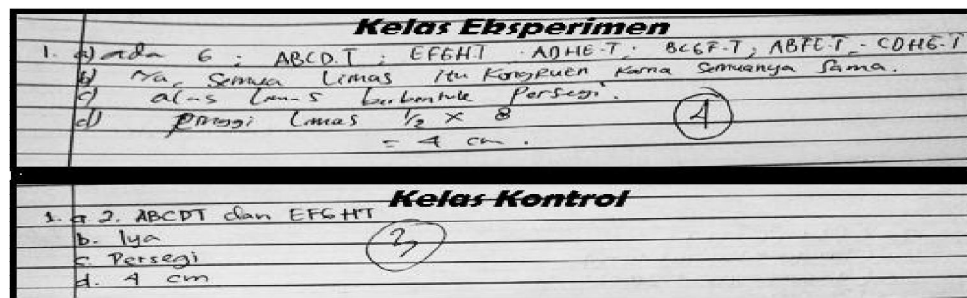 Kelas Eksperimen
1. a) ada 6 : ABCD.T ; EFGH.T . ADHE.T ; BCGF.T ; ABFE.T - CDHG.T
b) Iya, Semua Limas itu Kongruen Karna Semuanya Sama.
c) alas Limas berbentuk Persegi.
d) tinggi Limas ½ × 8
= 4 cm.
4
Kelas Kontrol
1. a 2. ABCDT dan EFGHT
b. Iya
c. Persegi
d. 4 cm
3